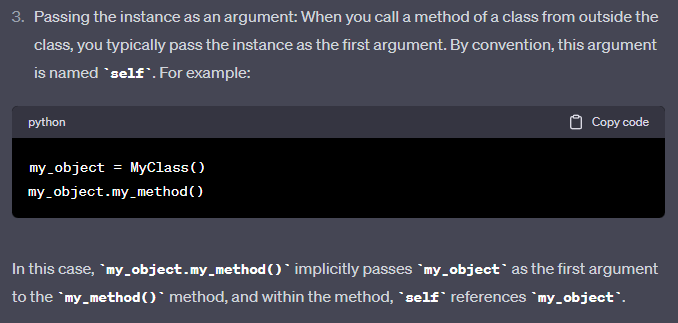 3. Passing the instance as an argument: When you call a method of a class from outside the
class, you typically pass the instance as the first argument. By convention, this argument
is named `self`. For example:
python
Copy code
my_object = MyClass()
my_object.my_method()
In this case, `my_object.my_method()` implicitly passes `my_object` as the first argument
to the `my_method()` method, and within the method, `self` references `my_object`.